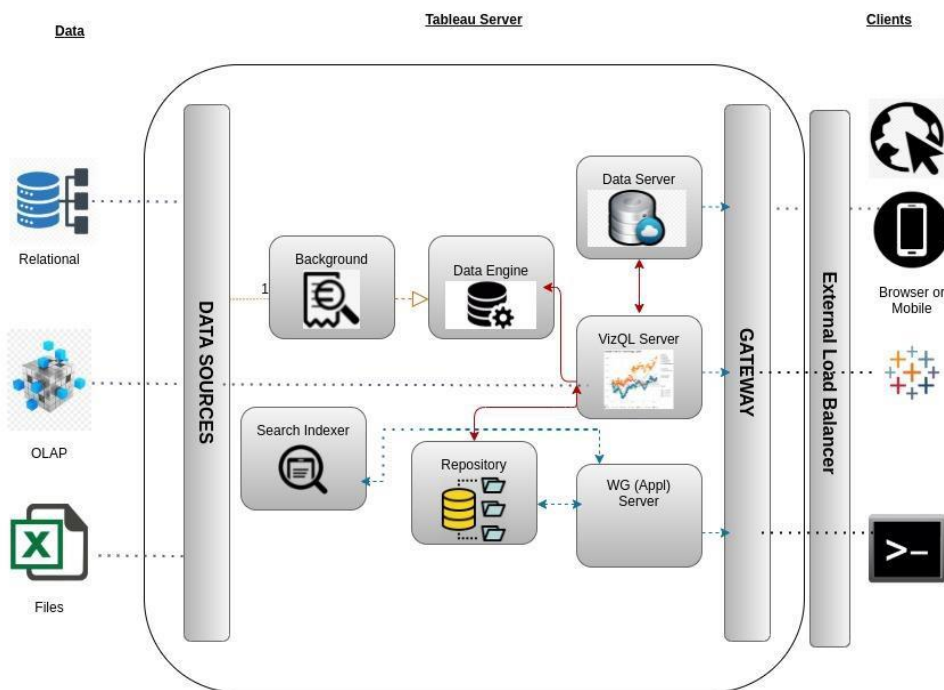 Data
Tableau Server
Clients
Relational
OLAP
Files
DATA SOURCES
1
Background
Data Engine
Search Indexer
Repository
Data Server
VizQL Server
WG (Appl)
Server
GATEWAY
External Load Balancer
Browser or
Mobile
X
>-